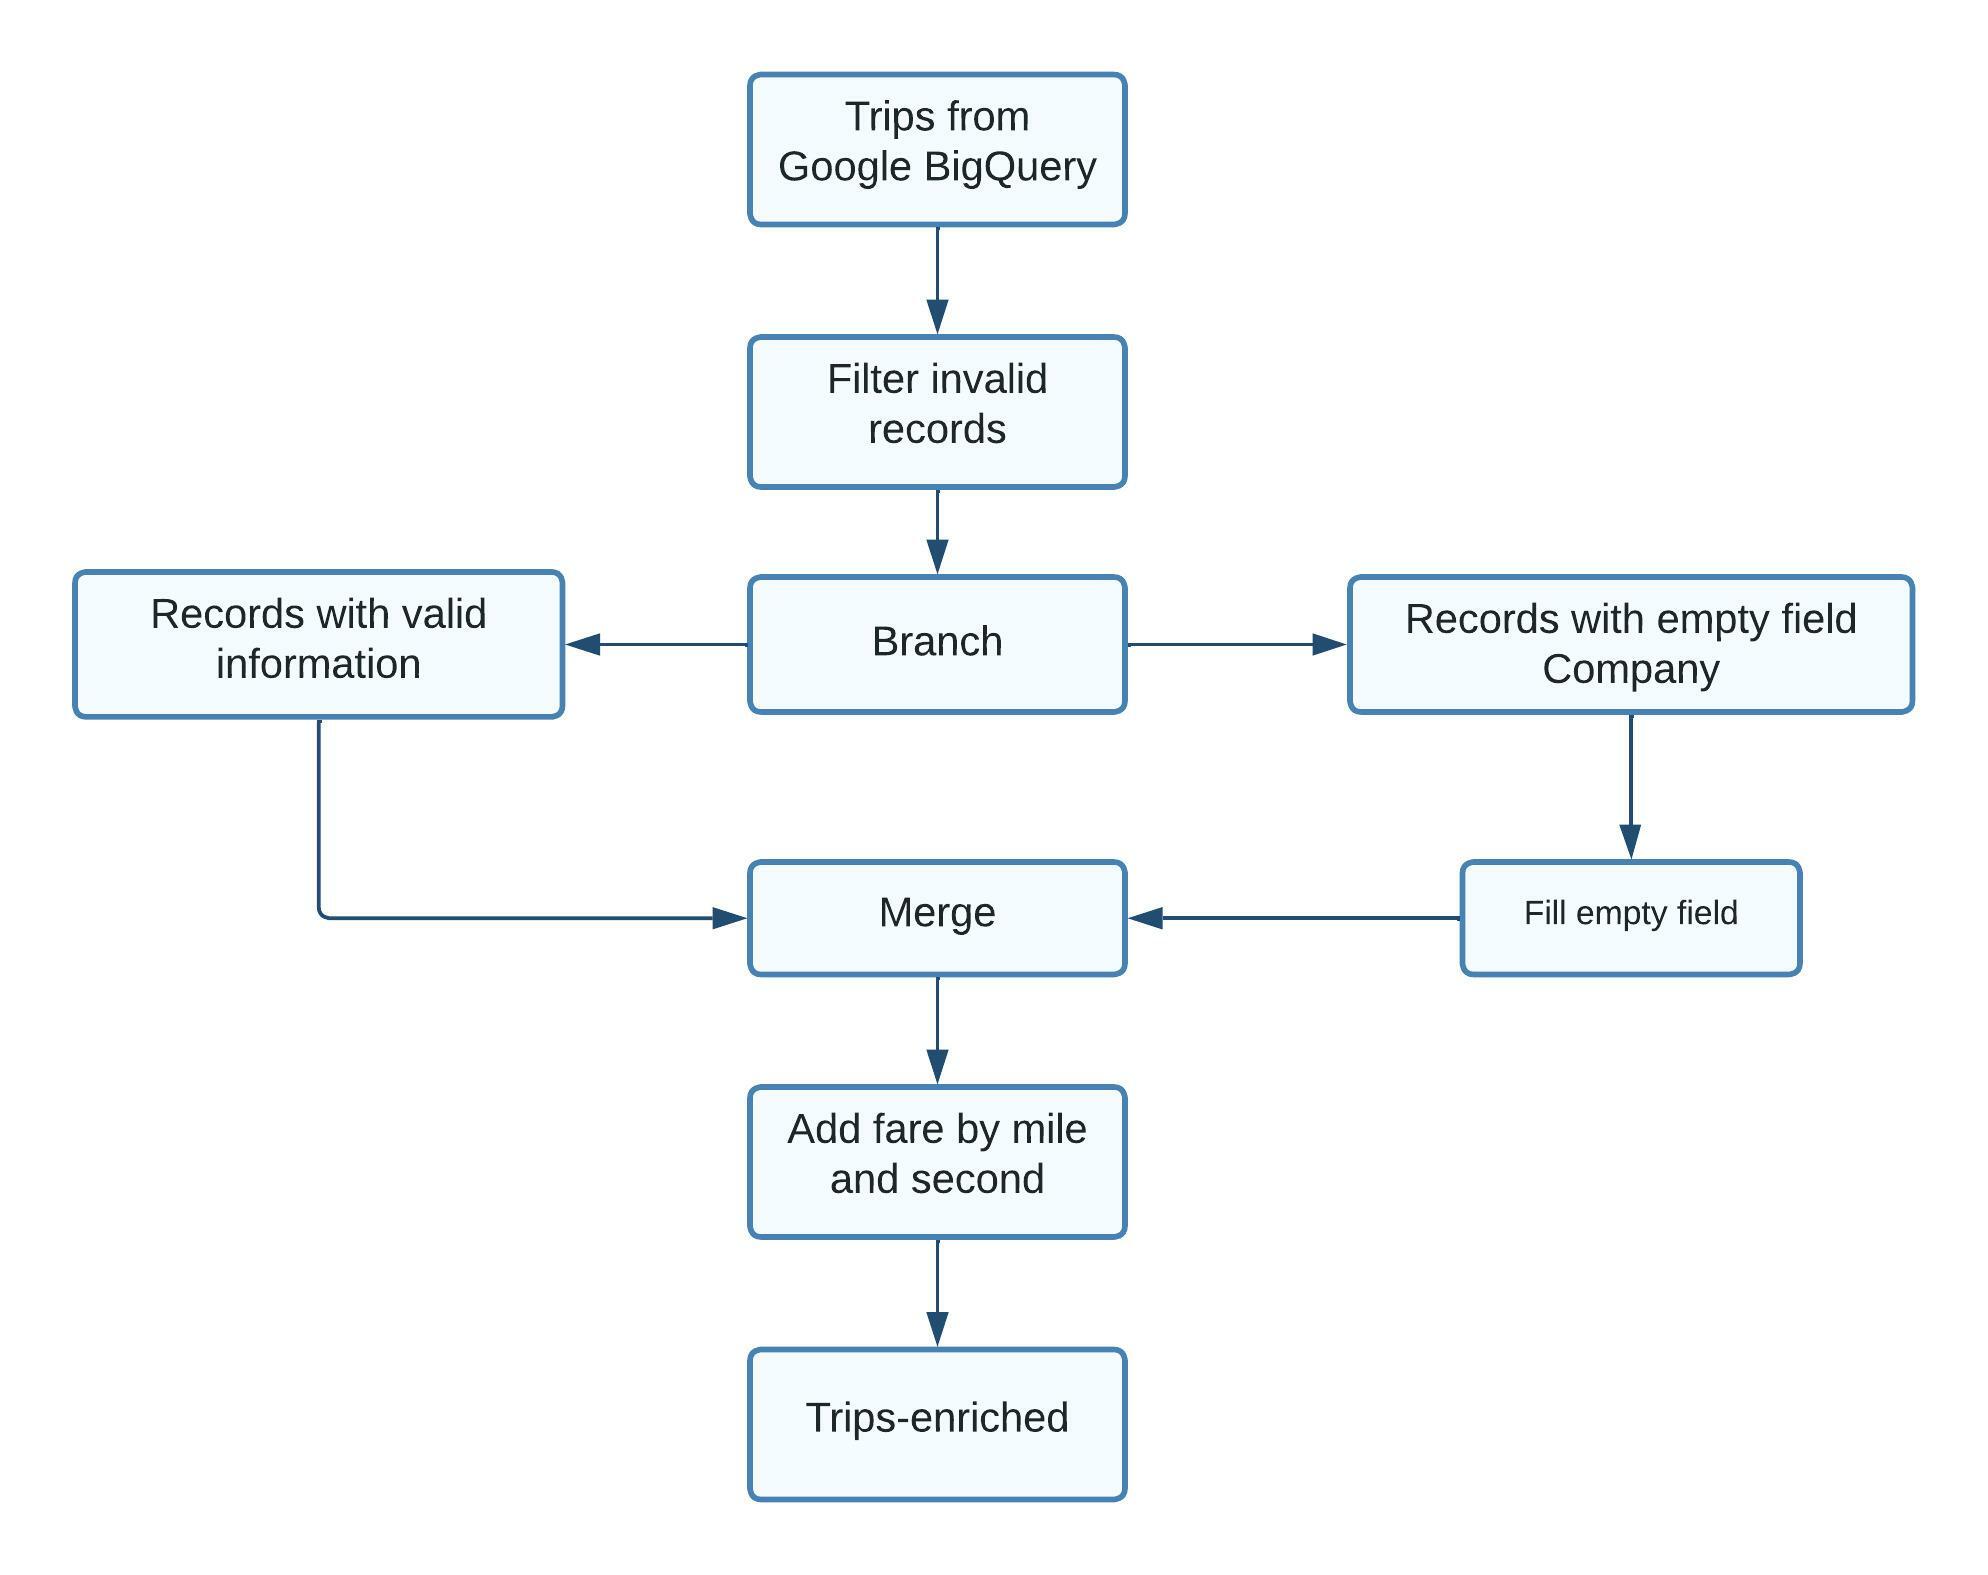 Trips from
Google BigQuery
Filter invalid
records
Records with valid
information
Branch
Records with empty field
Company
Merge
Fill empty field
Add fare by mile
and second
Trips-enriched